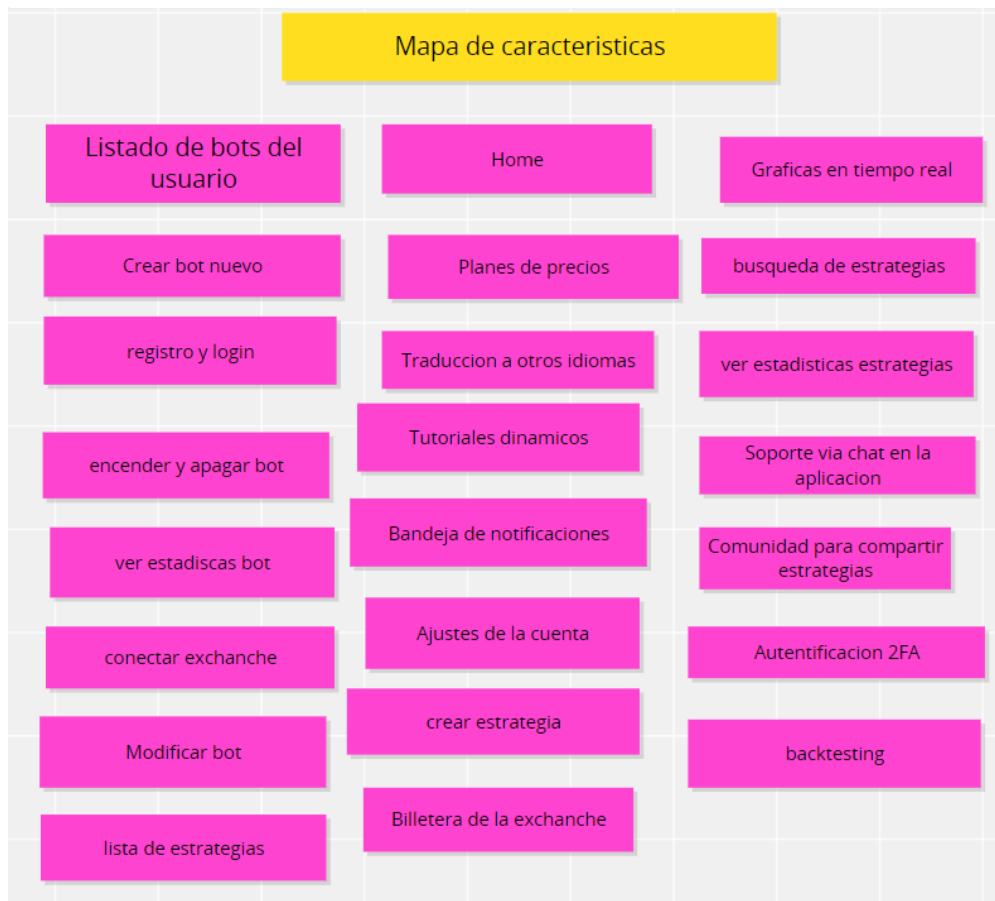 Mapa de caracteristicas
Listado de bots del
usuario
Crear bot nuevo
registro y login
encender y apagar bot
ver estadiscas bot
conectar exchanche
Modificar bot
lista de estrategias
Home
Planes de precios
Traduccion a otros idiomas
Tutoriales dinamicos
Bandeja de notificaciones
Ajustes de la cuenta
crear estrategia
Billetera de la exchanche
Graficas en tiempo real
busqueda de estrategias
ver estadisticas estrategias
Soporte via chat en la
aplicacion
Comunidad para compartir
estrategias
Autentificacion 2FA
backtesting